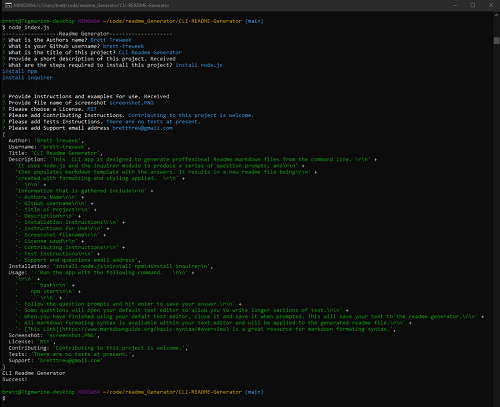 MINGW64:/c/Users/brett/code/readme_Generator/CLI-README-Generator
brett@Tigmarine-desktop MINGW64 ~/code/readme_Generator/CLI-README-Generator (main)
$ node index.js
-------------------Readme Generator-------------------
? What is the Authors name? Brett Treweek
? What is your Github username? brett-treweek
? What is the title of this project? CLI Readme Generator
? Provide a short description of this project. Received
? What are the steps required to install this project? install node.js
install npm
install inquirer
? Provide Instructions and examples for use. Received
? Provide file name of screenshot screenshot.PNG
? Please choose a License. MIT
? Please add Contributing Instructions. Contributing to this project is welcome.
? Please add Tests Instructions. There are no tests at present.
? Please add Support email address bretttrew@gmail.com
{
Author: 'Brett Treweek',
Username: 'brett-treweek',
Title: 'CLI Readme Generator',
Description: 'This  CLI app is designed to generate proffesional Readme markdown files from the command line. \r\n' +
'It uses node.js and the inquirer module to produce a series of question prompts, and\r\n' +
'then populates markdown template with the answers. It results in a new readme file being\r\n' +
'created with formatting and styling applied.  \r\n' +
' \r\n' +
'Information that is gathered include\r\n' +
'- Authors Name\r\n' +
'- GitHub username\r\n' +
'- Title of Project\r\n' +
'- Description\r\n' +
'- Installation Instructions\r\n' +
'- Instructions For Use\r\n' +
'- Screenshot filename\r\n' +
'- License used\r\n' +
'- Contributing Instructions\r\n' +
'- Test Instructions\r\n' +
'- Support and questions email address',
Installation: 'install node.js\ninstall npm\ninstall inquirer\n',
Usage: '- Run the app with the following command.   \r\n' +
'\r\n' +
'    ```bash\r\n' +
'    npm start\r\n' +
'    ```\r\n' +
'- Follow the question prompts and hit enter to save your answer.\r\n' +
'- Some questions will open your default text editor to allow you to write longer sections of text.\r\n' +
'- When you have finished using your defalt text editor, close it and save it when prompted. This will save your text to the readme generator.\r\n' +
'- All markdown formating syntax is available within your text editor and will be applied to the generated readme file.\r\n' +
'- [This Link](https://www.markdownguide.org/basic-syntax/#overview) is a great resource for markdown formating syntax.',
Screenshot: 'screenshot.PNG',
License: 'MIT',
Contributing: 'Contributing to this project is welcome.',
Tests: 'There are no tests at present.',
Support: 'bretttrew@gmail.com'
}
CLI Readme Generator
Success!
brett@Tigmarine-desktop MINGW64 ~/code/readme_Generator/CLI-README-Generator (main)
$